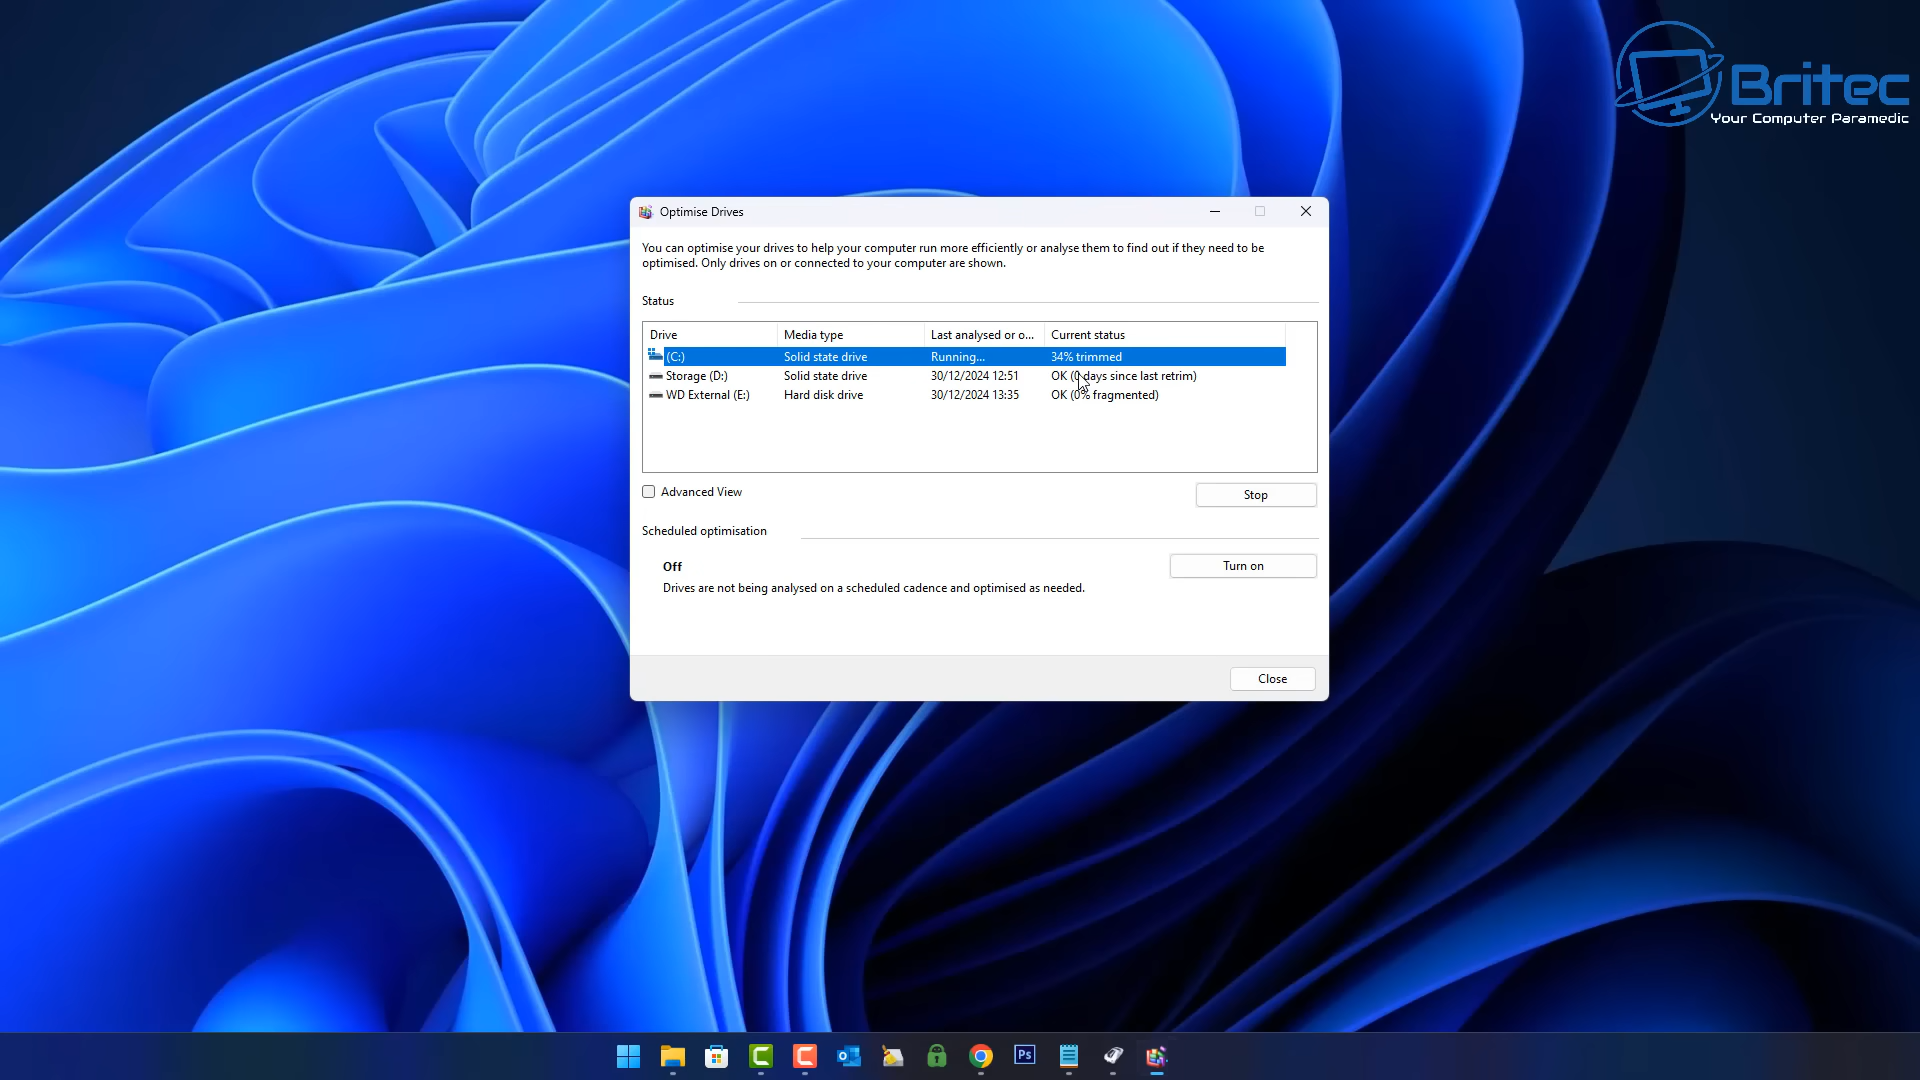 Britec
Your Computer Paramedic
Optimise Drives
You can optimise your drives to help your computer run more efficiently or analyse them to find out if they need to be
optimised. Only drives on or connected to your computer are shown.
Status
Drive Media type Last analysed or o... Current status
(C:) Solid state drive Running... 34% trimmed
Storage (D:) Solid state drive 30/12/2024 12:51 OK (0 days since last retrim)
WD External (E:) Hard disk drive 30/12/2024 13:35 OK (0% fragmented)
Advanced View
Stop
Scheduled optimisation
Off
Turn on
Drives are not being analysed on a scheduled cadence and optimised as needed.
Close
Ps